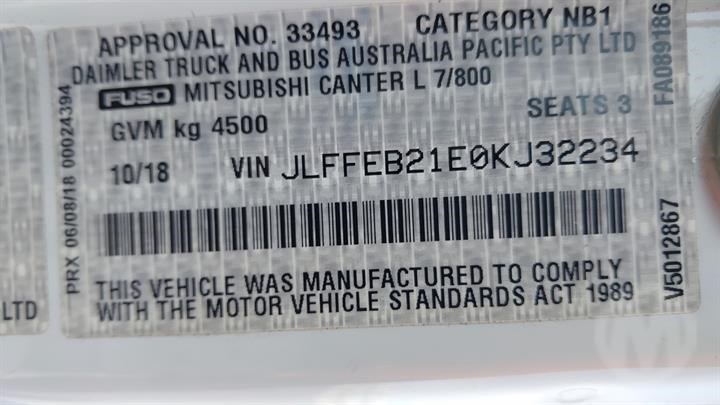 APPROVAL NO. 33493 CATEGORY NB1
DAIMLER TRUCK AND BUS AUSTRALIA PACIFIC PTY LTD
FUSO MITSUBISHI CANTER L 7/800
GVM kg 4500 SEATS 3
10/18 VIN JLFFEB21E0KJ32234
THIS VEHICLE WAS MANUFACTURED TO COMPLY
WITH THE MOTOR VEHICLE STANDARDS ACT 1989
PRX 06/08/18 00024394
V5012867 FA089186
LTD